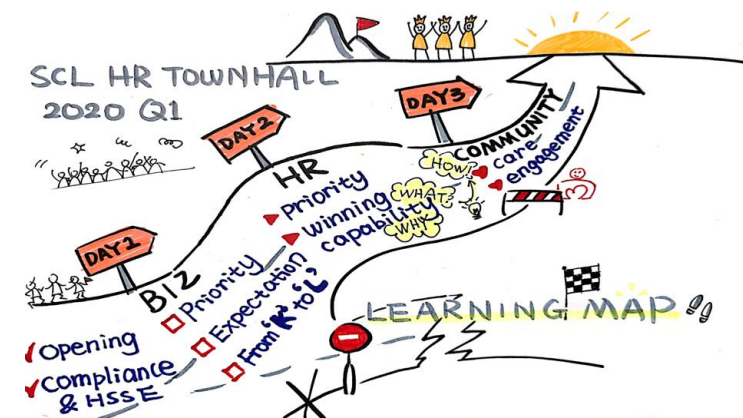 SCL HR TOWNHALL
2020 Q1
DAY1
BIZ
Opening
Compliance
& HSSE
Priority
Expectation
From 'K' to 'L'
DAY2
HR
Priority
Winning
capability
DAY3
COMMUNITY
care
engagement
HOW?
WHAT?
WHY
LEARNING MAP